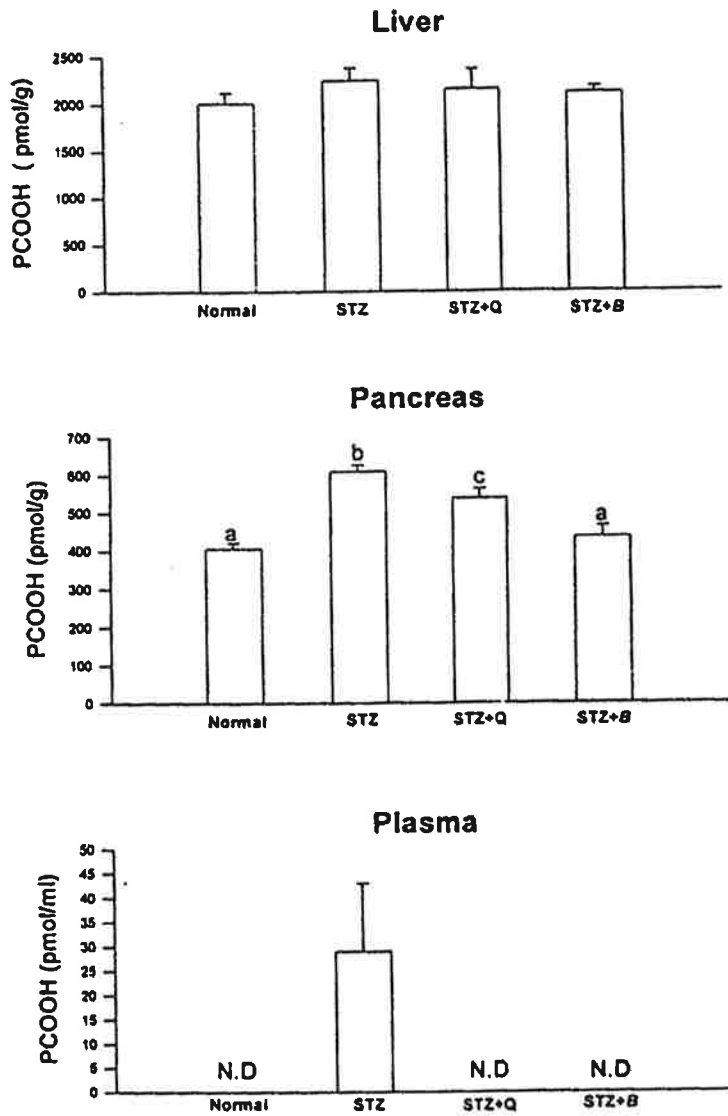 Liver
PCOOH ( pmol/g)
2500
2000
1500
1000
500
0
Normal STZ STZ+Q STZ+B
Pancreas
PCOOH (pmol/g)
700
600
500
400
300
200
100
0
a b c a
Normal STZ STZ+Q STZ+B
Plasma
PCOOH (pmol/ml)
50
45
40
35
30
25
20
15
10
5
0
N.D N.D N.D
Normal STZ STZ+Q STZ+B